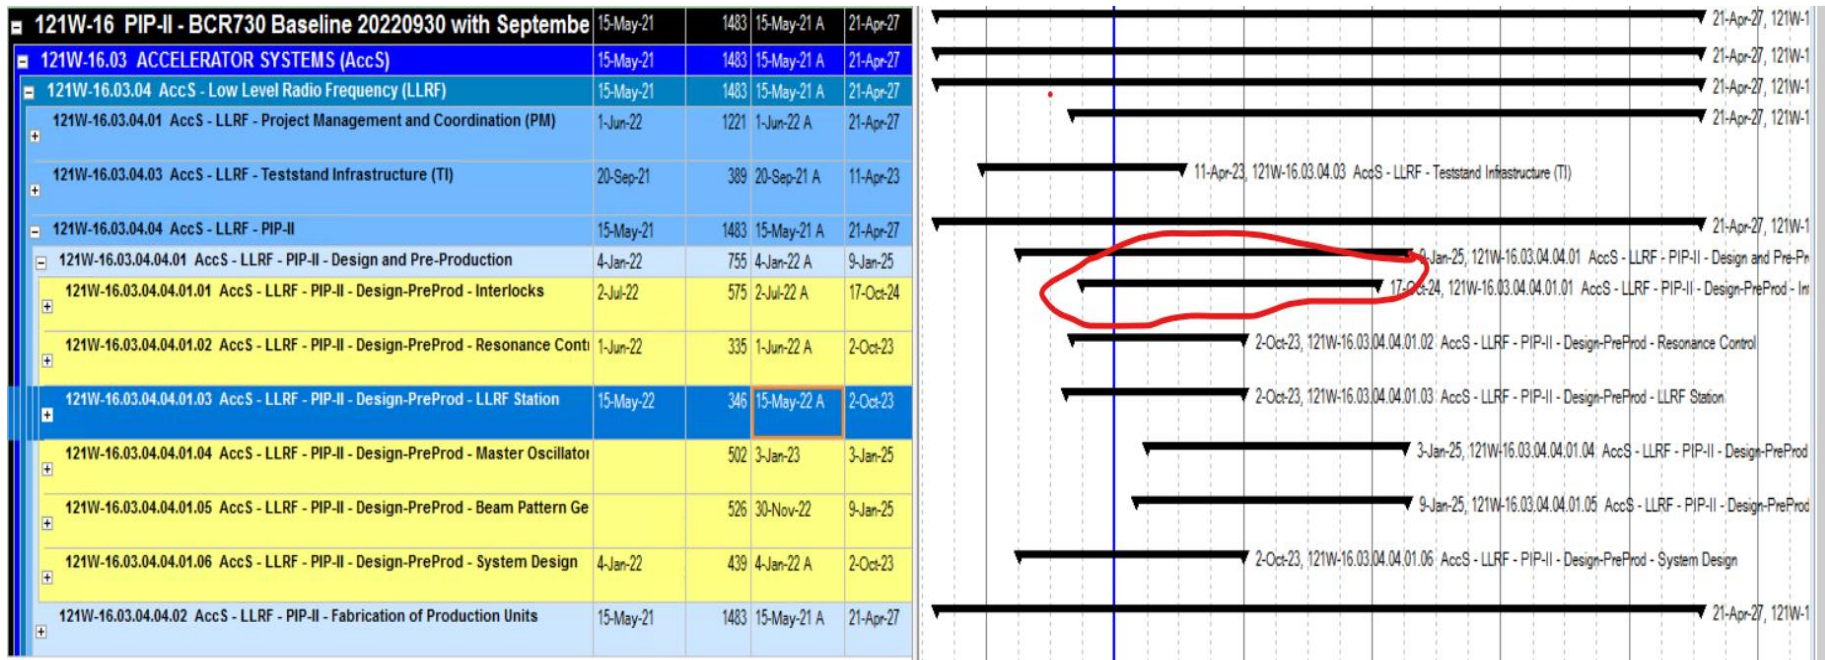 121W-16 PIP-II - BCR730 Baseline 20220930 with Septembe 15-May-21 1483 15-May-21 A 21-Apr-27 21-Apr-27, 121W-1
121W-16.03 ACCELERATOR SYSTEMS (AccS) 15-May-21 1483 15-May-21 A 21-Apr-27 21-Apr-27, 121W-1
121W-16.03.04 AccS - Low Level Radio Frequency (LLRF) 15-May-21 1483 15-May-21 A 21-Apr-27 21-Apr-27, 121W-1
121W-16.03.04.01 AccS - LLRF - Project Management and Coordination (PM) 1-Jun-22 1221 1-Jun-22 A 21-Apr-27 21-Apr-27, 121W-1
121W-16.03.04.03 AccS - LLRF - Teststand Infrastructure (TI) 20-Sep-21 389 20-Sep-21 A 11-Apr-23 11-Apr-23, 121W-16.03.04.03 AccS - LLRF - Teststand Infrastructure (TI)
121W-16.03.04.04 AccS - LLRF - PIP-II 15-May-21 1483 15-May-21 A 21-Apr-27 21-Apr-27, 121W-1
121W-16.03.04.04.01 AccS - LLRF - PIP-II - Design and Pre-Production 4-Jan-22 755 4-Jan-22 A 9-Jan-25 9-Jan-25, 121W-16.03.04.04.01 AccS - LLRF - PIP-II - Design and Pre-Pr
121W-16.03.04.04.01.01 AccS - LLRF - PIP-II - Design-PreProd - Interlocks 2-Jul-22 575 2-Jul-22 A 17-Oct-24 17-Oct-24, 121W-16.03.04.04.01.01 AccS - LLRF - PIP-II - Design-PreProd - Int
121W-16.03.04.04.01.02 AccS - LLRF - PIP-II - Design-PreProd - Resonance Conti 1-Jun-22 335 1-Jun-22 A 2-Oct-23 2-Oct-23, 121W-16.03.04.04.01.02 AccS - LLRF - PIP-II - Design-PreProd - Resonance Control
121W-16.03.04.04.01.03 AccS - LLRF - PIP-II - Design-PreProd - LLRF Station 15-May-22 346 15-May-22 A 2-Oct-23 2-Oct-23, 121W-16.03.04.04.01.03 AccS - LLRF - PIP-II - Design-PreProd - LLRF Station
121W-16.03.04.04.01.04 AccS - LLRF - PIP-II - Design-PreProd - Master Oscillator 502 3-Jan-23 3-Jan-25 3-Jan-25, 121W-16.03.04.04.01.04 AccS - LLRF - PIP-II - Design-PreProd
121W-16.03.04.04.01.05 AccS - LLRF - PIP-II - Design-PreProd - Beam Pattern Ge 526 30-Nov-22 9-Jan-25 9-Jan-25, 121W-16.03.04.04.01.05 AccS - LLRF - PIP-II - Design-PreProd
121W-16.03.04.04.01.06 AccS - LLRF - PIP-II - Design-PreProd - System Design 4-Jan-22 439 4-Jan-22 A 2-Oct-23 2-Oct-23, 121W-16.03.04.04.01.06 AccS - LLRF - PIP-II - Design-PreProd - System Design
121W-16.03.04.04.02 AccS - LLRF - PIP-II - Fabrication of Production Units 15-May-21 1483 15-May-21 A 21-Apr-27 21-Apr-27, 121W-1